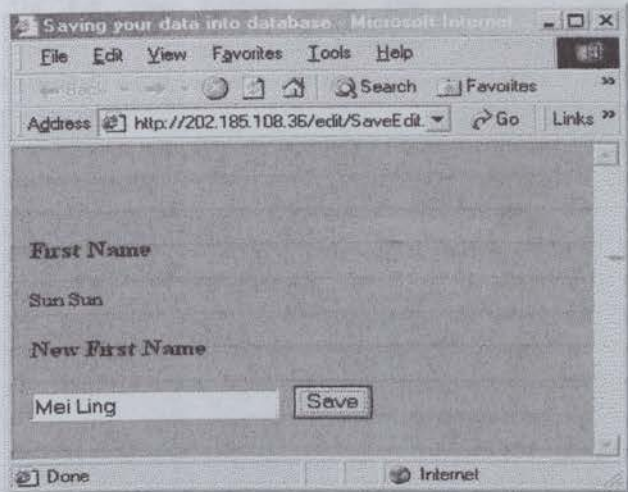 Saving your data into database - Microsoft Internet
File Edit View Favorites Tools Help
Back Search Favorites »
Address http://202.185.108.36/edit/SaveEdit. Go Links »
First Name
Sun Sun
New First Name
Mei Ling Save
Done Internet